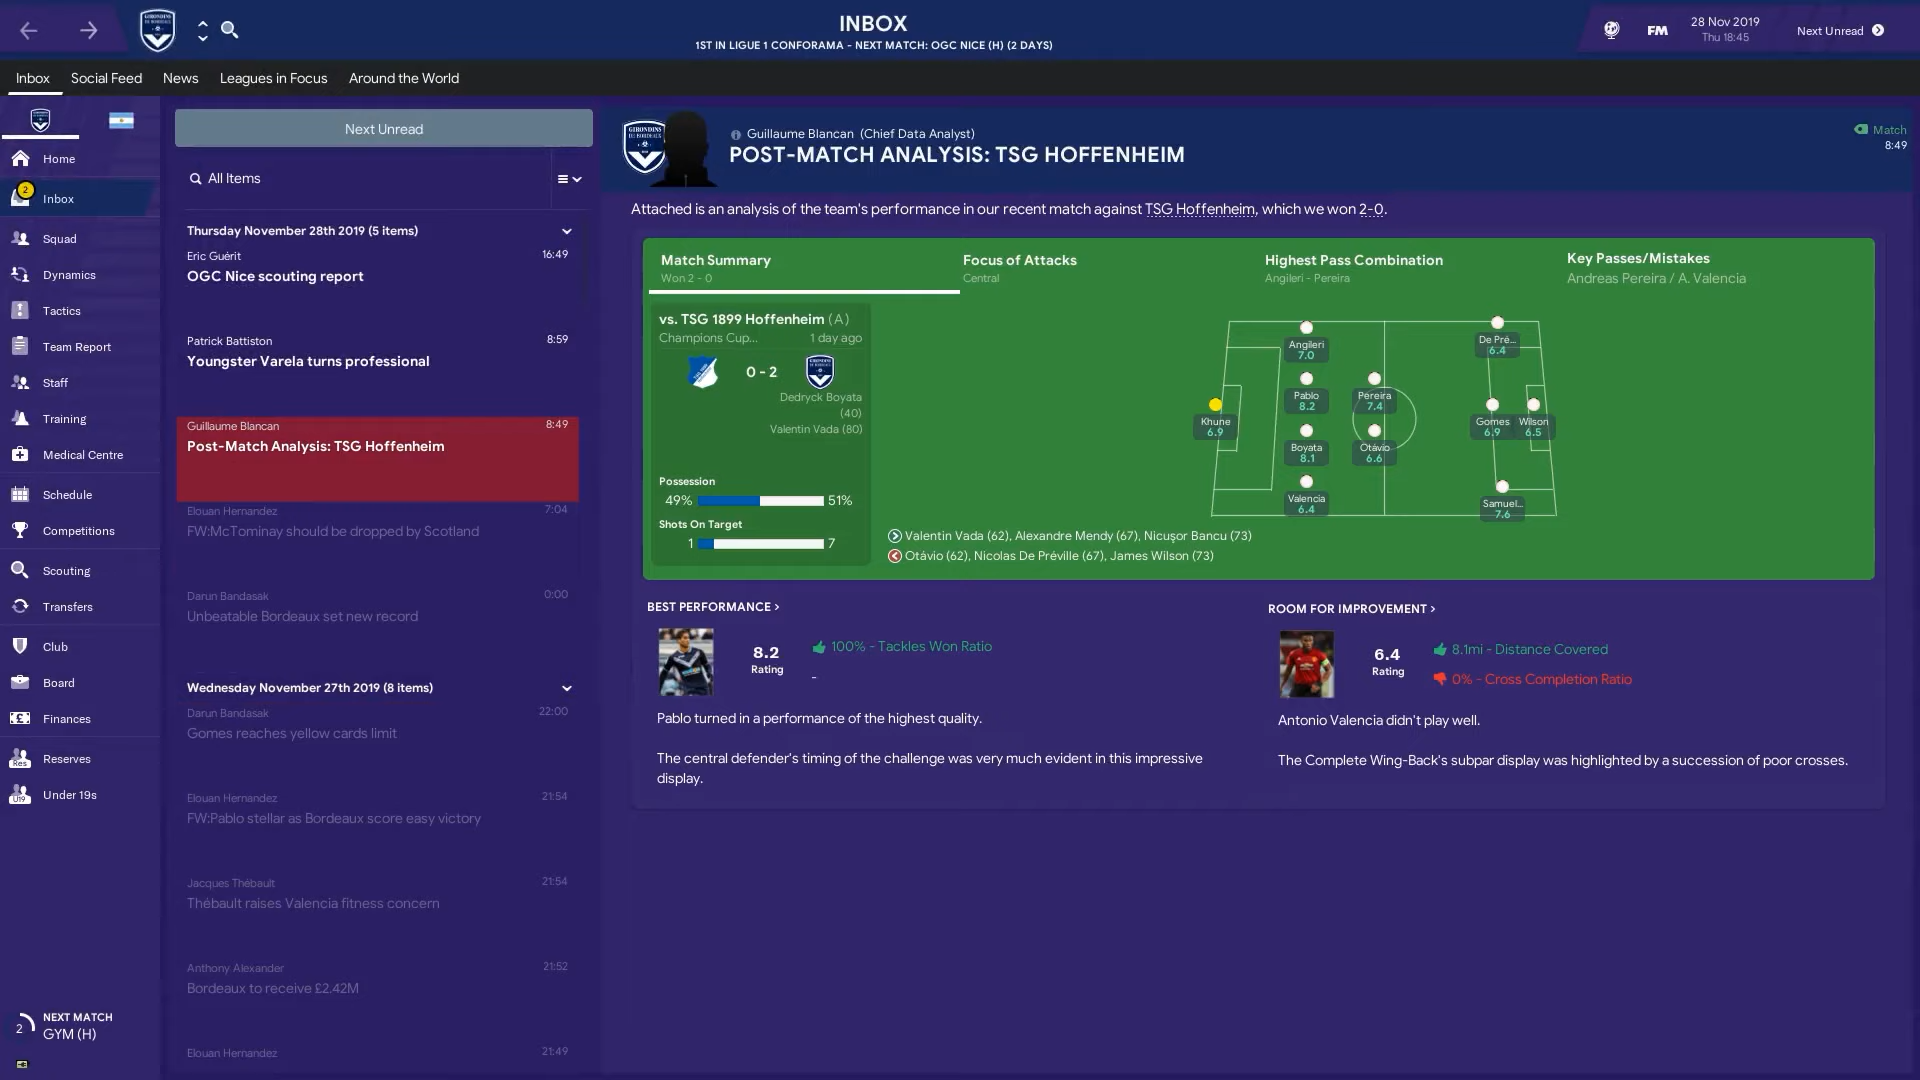 INBOX
1ST IN LIGUE 1 CONFORAMA - NEXT MATCH: OGC NICE (H) (2 DAYS)
FM
28 Nov 2019
Thu 18:45
Next Unread
Inbox
Social Feed
News
Leagues in Focus
Around the World
Home
2
Inbox
Squad
Dynamics
Tactics
Team Report
Staff
Training
Medical Centre
Schedule
Competitions
Scouting
Transfers
Club
Board
Finances
Res
Reserves
U19
Under 19s
2
NEXT MATCH
GYM (H)
Next Unread
All Items
Thursday November 28th 2019 (5 items)
Eric Guérit 16:49
OGC Nice scouting report
Patrick Battiston 8:59
Youngster Varela turns professional
Guillaume Blancan 8:49
Post-Match Analysis: TSG Hoffenheim
Elouan Hernandez 7:04
FW:McTominay should be dropped by Scotland
Darun Bandasak 0:00
Unbeatable Bordeaux set new record
Wednesday November 27th 2019 (8 items)
Darun Bandasak 22:00
Gomes reaches yellow cards limit
Elouan Hernandez 21:54
FW:Pablo stellar as Bordeaux score easy victory
Jacques Thébault 21:54
Thébault raises Valencia fitness concern
Anthony Alexander 21:52
Bordeaux to receive £2.42M
Elouan Hernandez 21:49
GIRONDINS
Guillaume Blancan (Chief Data Analyst)
POST-MATCH ANALYSIS: TSG HOFFENHEIM
Match
8:49
Attached is an analysis of the team's performance in our recent match against TSG Hoffenheim, which we won 2-0.
Match Summary
Won 2 - 0
Focus of Attacks
Central
Highest Pass Combination
Angileri - Pereira
Key Passes/Mistakes
Andreas Pereira / A. Valencia
vs. TSG 1899 Hoffenheim (A)
Champions Cup... 1 day ago
0 - 2
Dedryck Boyata
(40)
Valentin Vada (80)
Possession
49% 51%
Shots On Target
1 7
Angileri
7.0
De Pré...
6.4
Pablo
8.2
Pereira
7.4
Khune
6.9
Gomes
6.9
Wilson
6.5
Boyata
8.1
Otávio
6.6
Valencia
6.4
Samuel...
7.6
Valentin Vada (62), Alexandre Mendy (67), Nicuşor Bancu (73)
Otávio (62), Nicolas De Préville (67), James Wilson (73)
BEST PERFORMANCE >
8.2
Rating
100% - Tackles Won Ratio
-
Pablo turned in a performance of the highest quality.
The central defender's timing of the challenge was very much evident in this impressive
display.
ROOM FOR IMPROVEMENT >
6.4
Rating
8.1mi - Distance Covered
0% - Cross Completion Ratio
Antonio Valencia didn't play well.
The Complete Wing-Back's subpar display was highlighted by a succession of poor crosses.